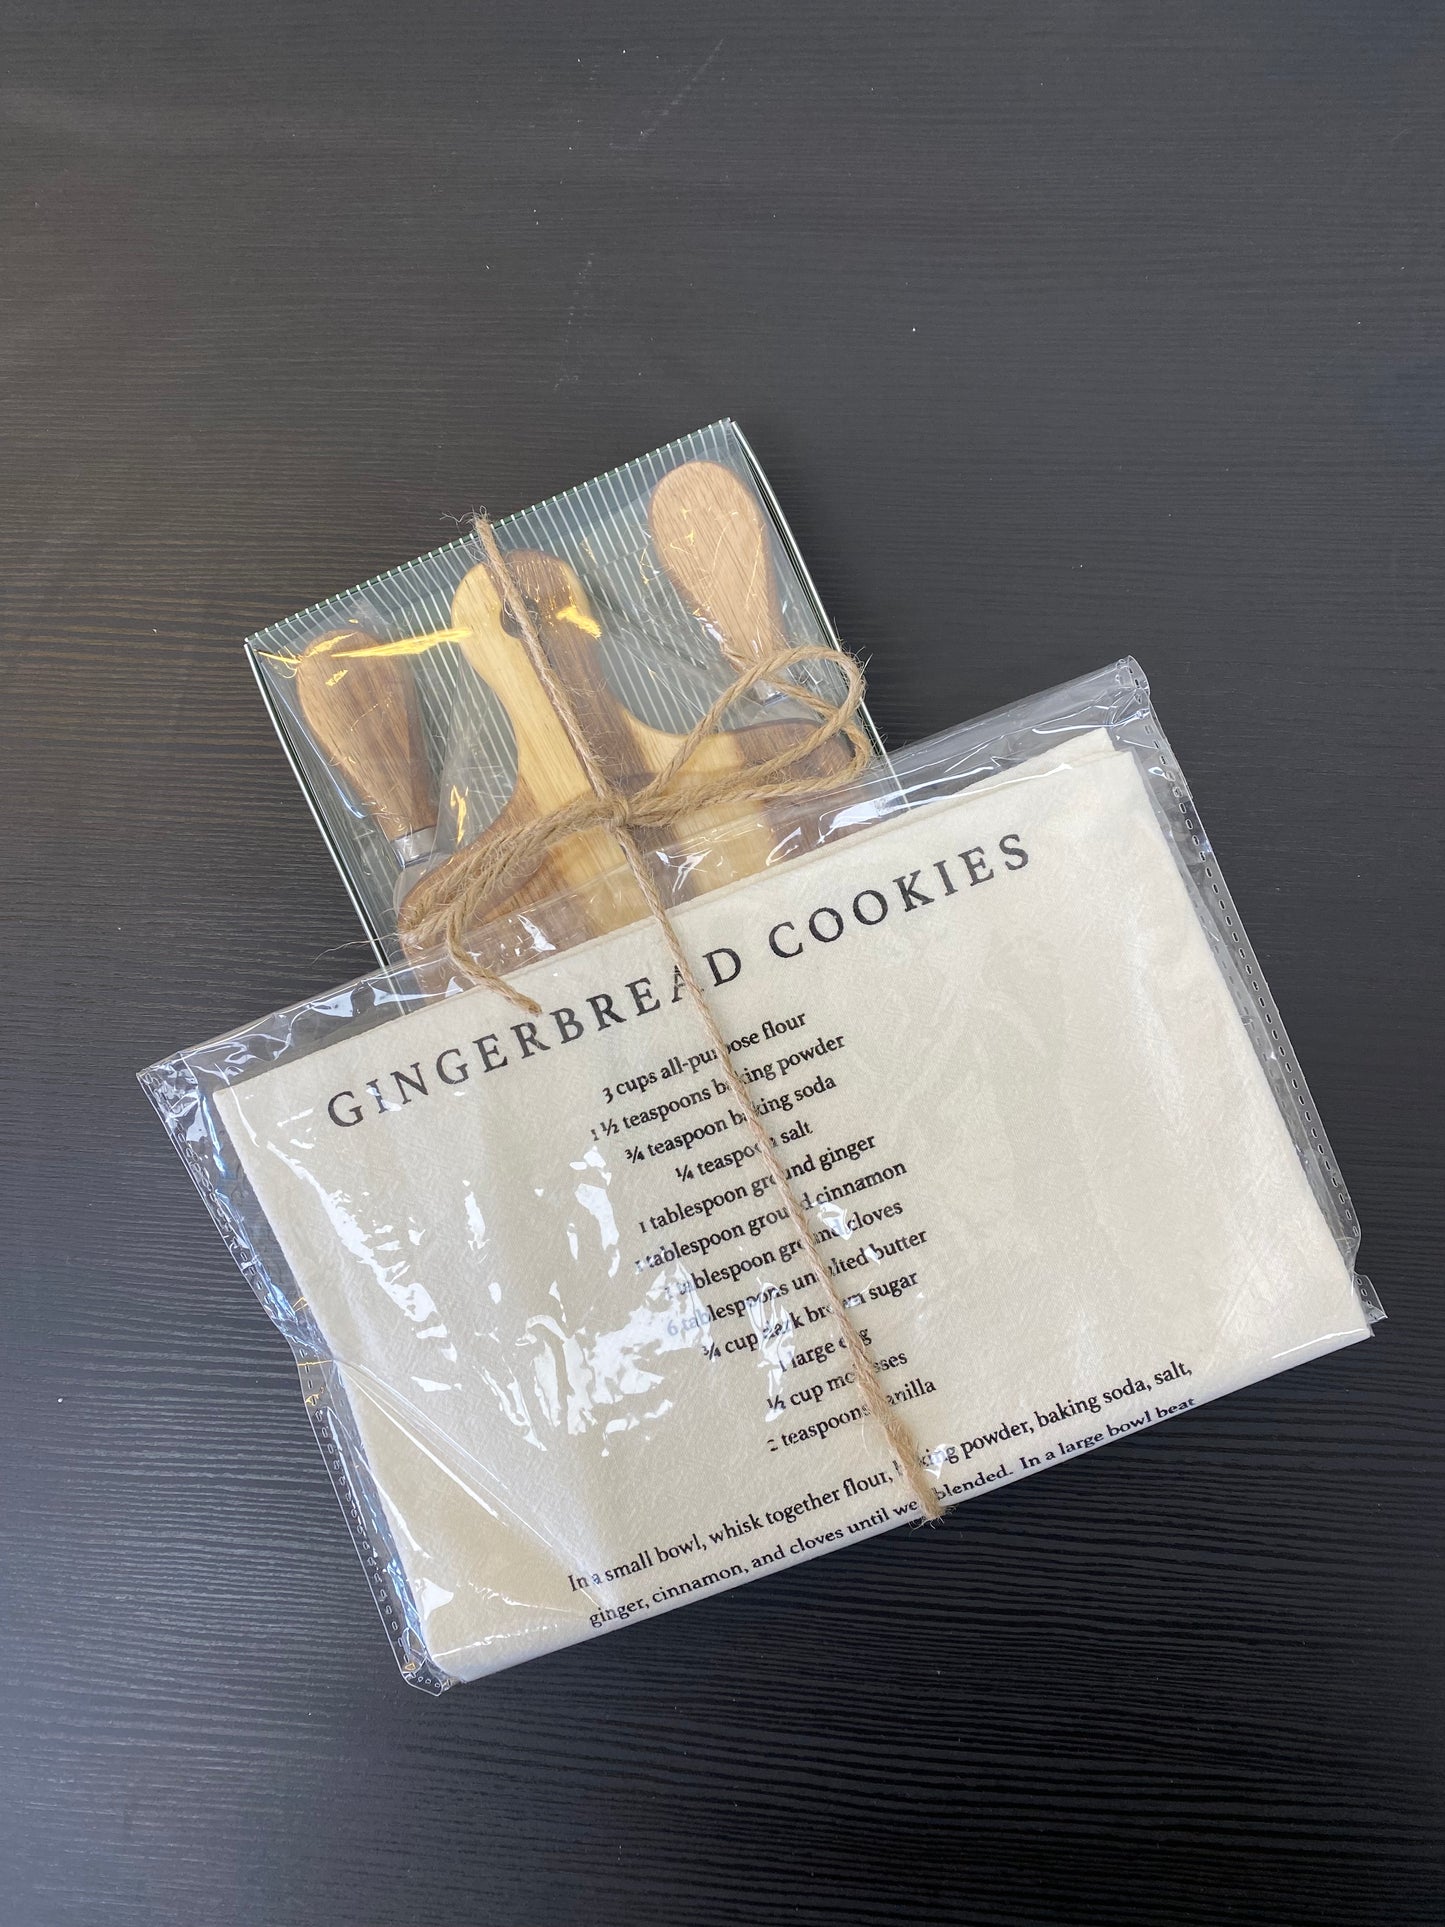 GINGERBREAD COOKIES
3 cups all-purpose flour
1 ½ teaspoons baking powder
¾ teaspoon baking soda
¼ teaspoon salt
1 tablespoon ground ginger
1 tablespoon ground cinnamon
1 tablespoon ground cloves
6 tablespoons unsalted butter
¾ cup dark brown sugar
1 large egg
½ cup molasses
2 teaspoons vanilla
In a small bowl, whisk together flour, baking powder, baking soda, salt,
ginger, cinnamon, and cloves until well blended. In a large bowl beat